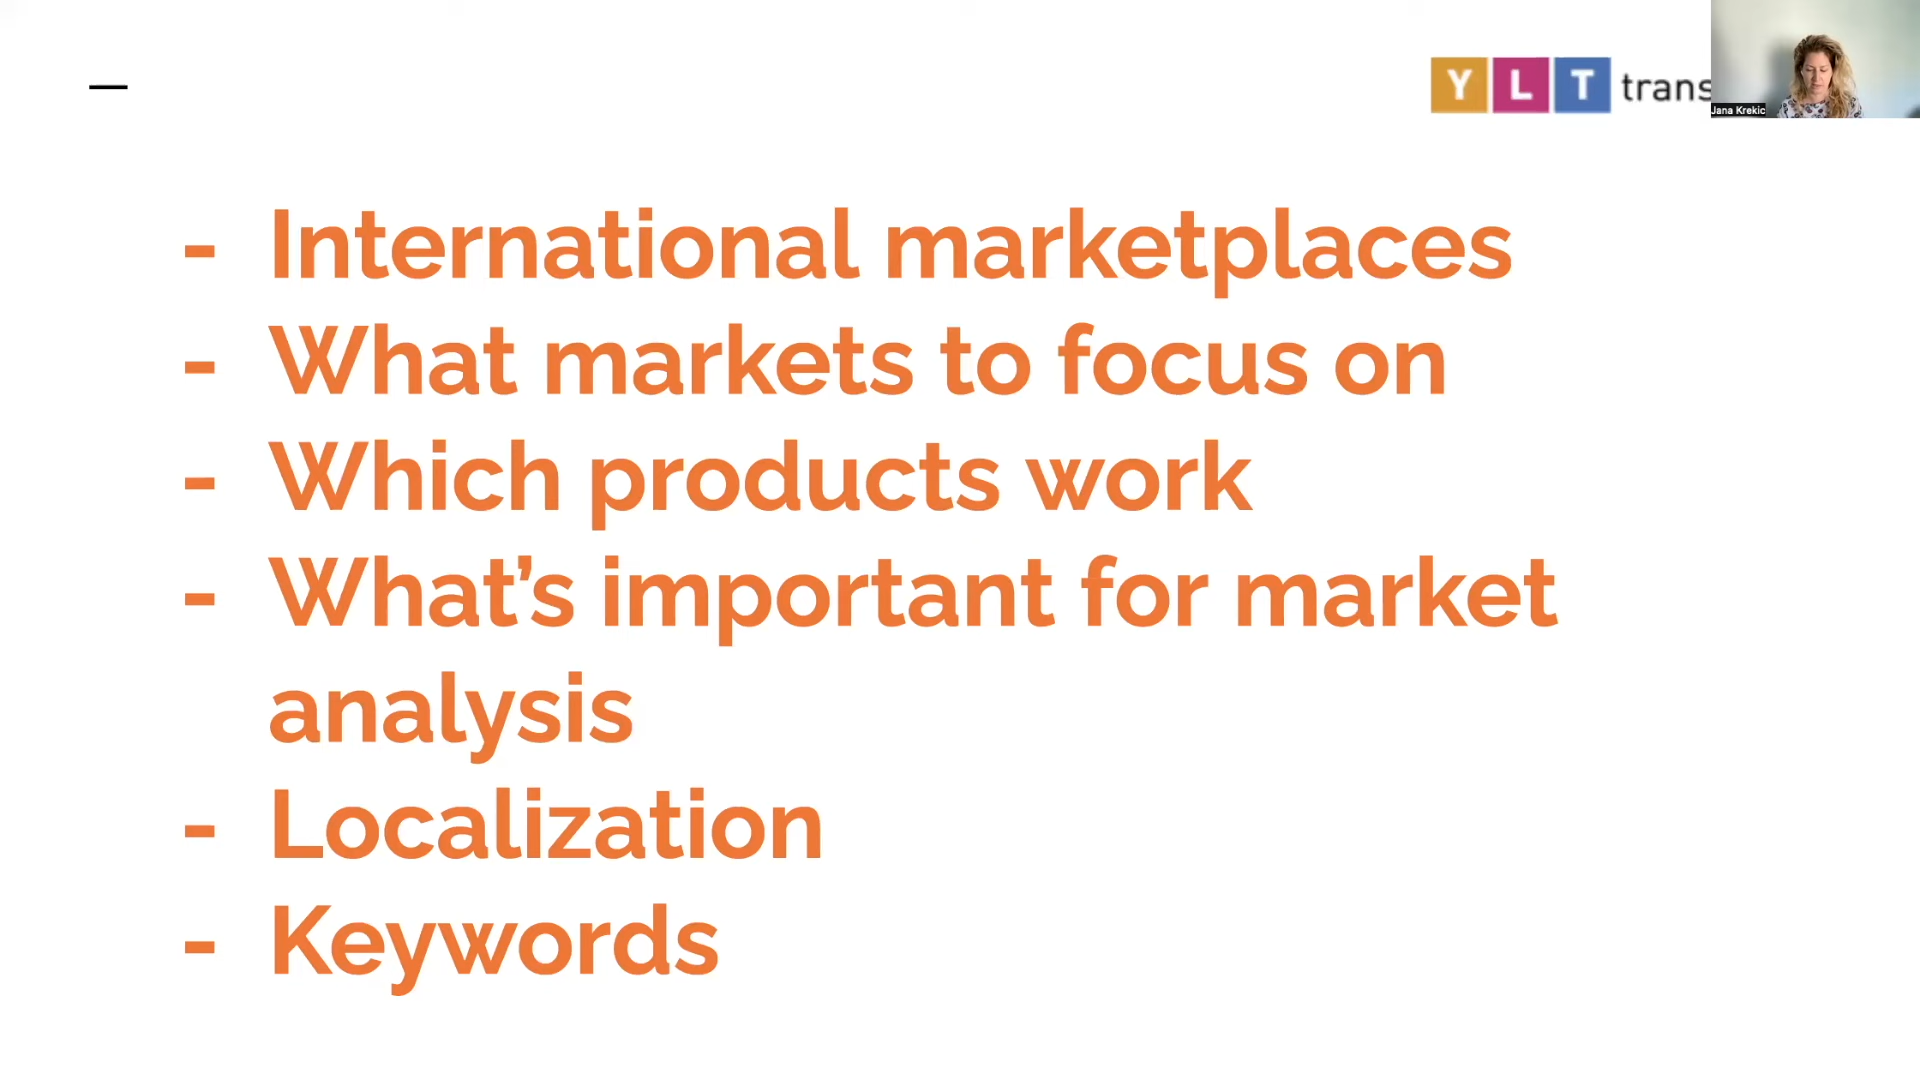 Y L T trans
Jana Krekic
- International marketplaces
- What markets to focus on
- Which products work
- What’s important for market
analysis
- Localization
- Keywords